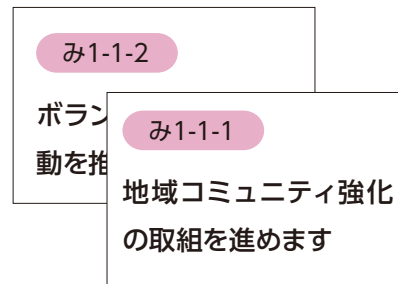 み1-1-2
ボラン
動を推
み1-1-1
地域コミュニティ強化
の取組を進めます